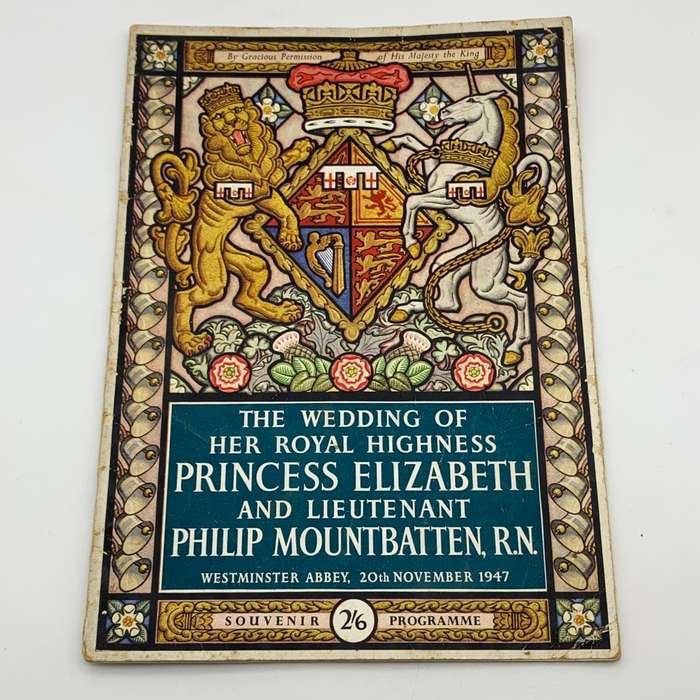 By Gracious Permission of His Majesty the King
THE WEDDING OF
HER ROYAL HIGHNESS
PRINCESS ELIZABETH
AND LIEUTENANT
PHILIP MOUNTBATTEN, R.N.
WESTMINSTER ABBEY, 20th NOVEMBER 1947
SOUVENIR 2/6 PROGRAMME